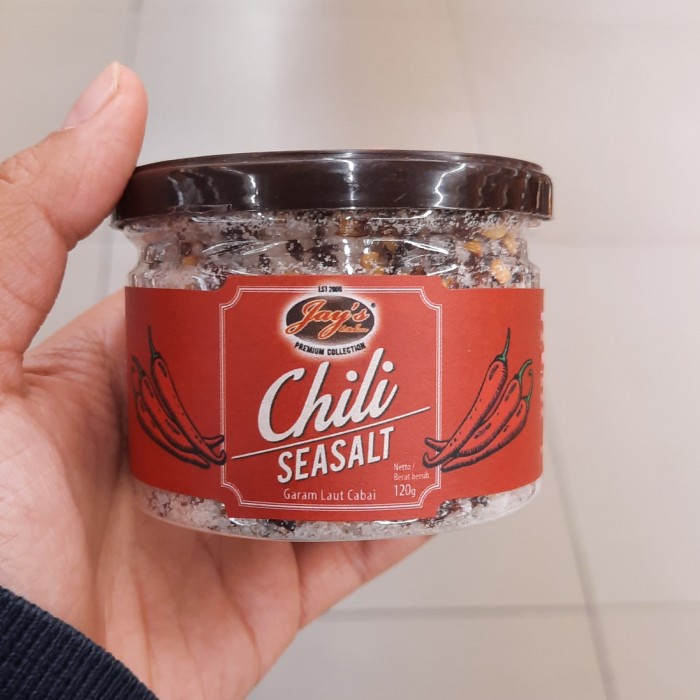 EST 2008
Jay's ®
PREMIUM COLLECTION
Chili
SEASALT
Netto /
Berat bersih
Garam Laut Cabai 120g